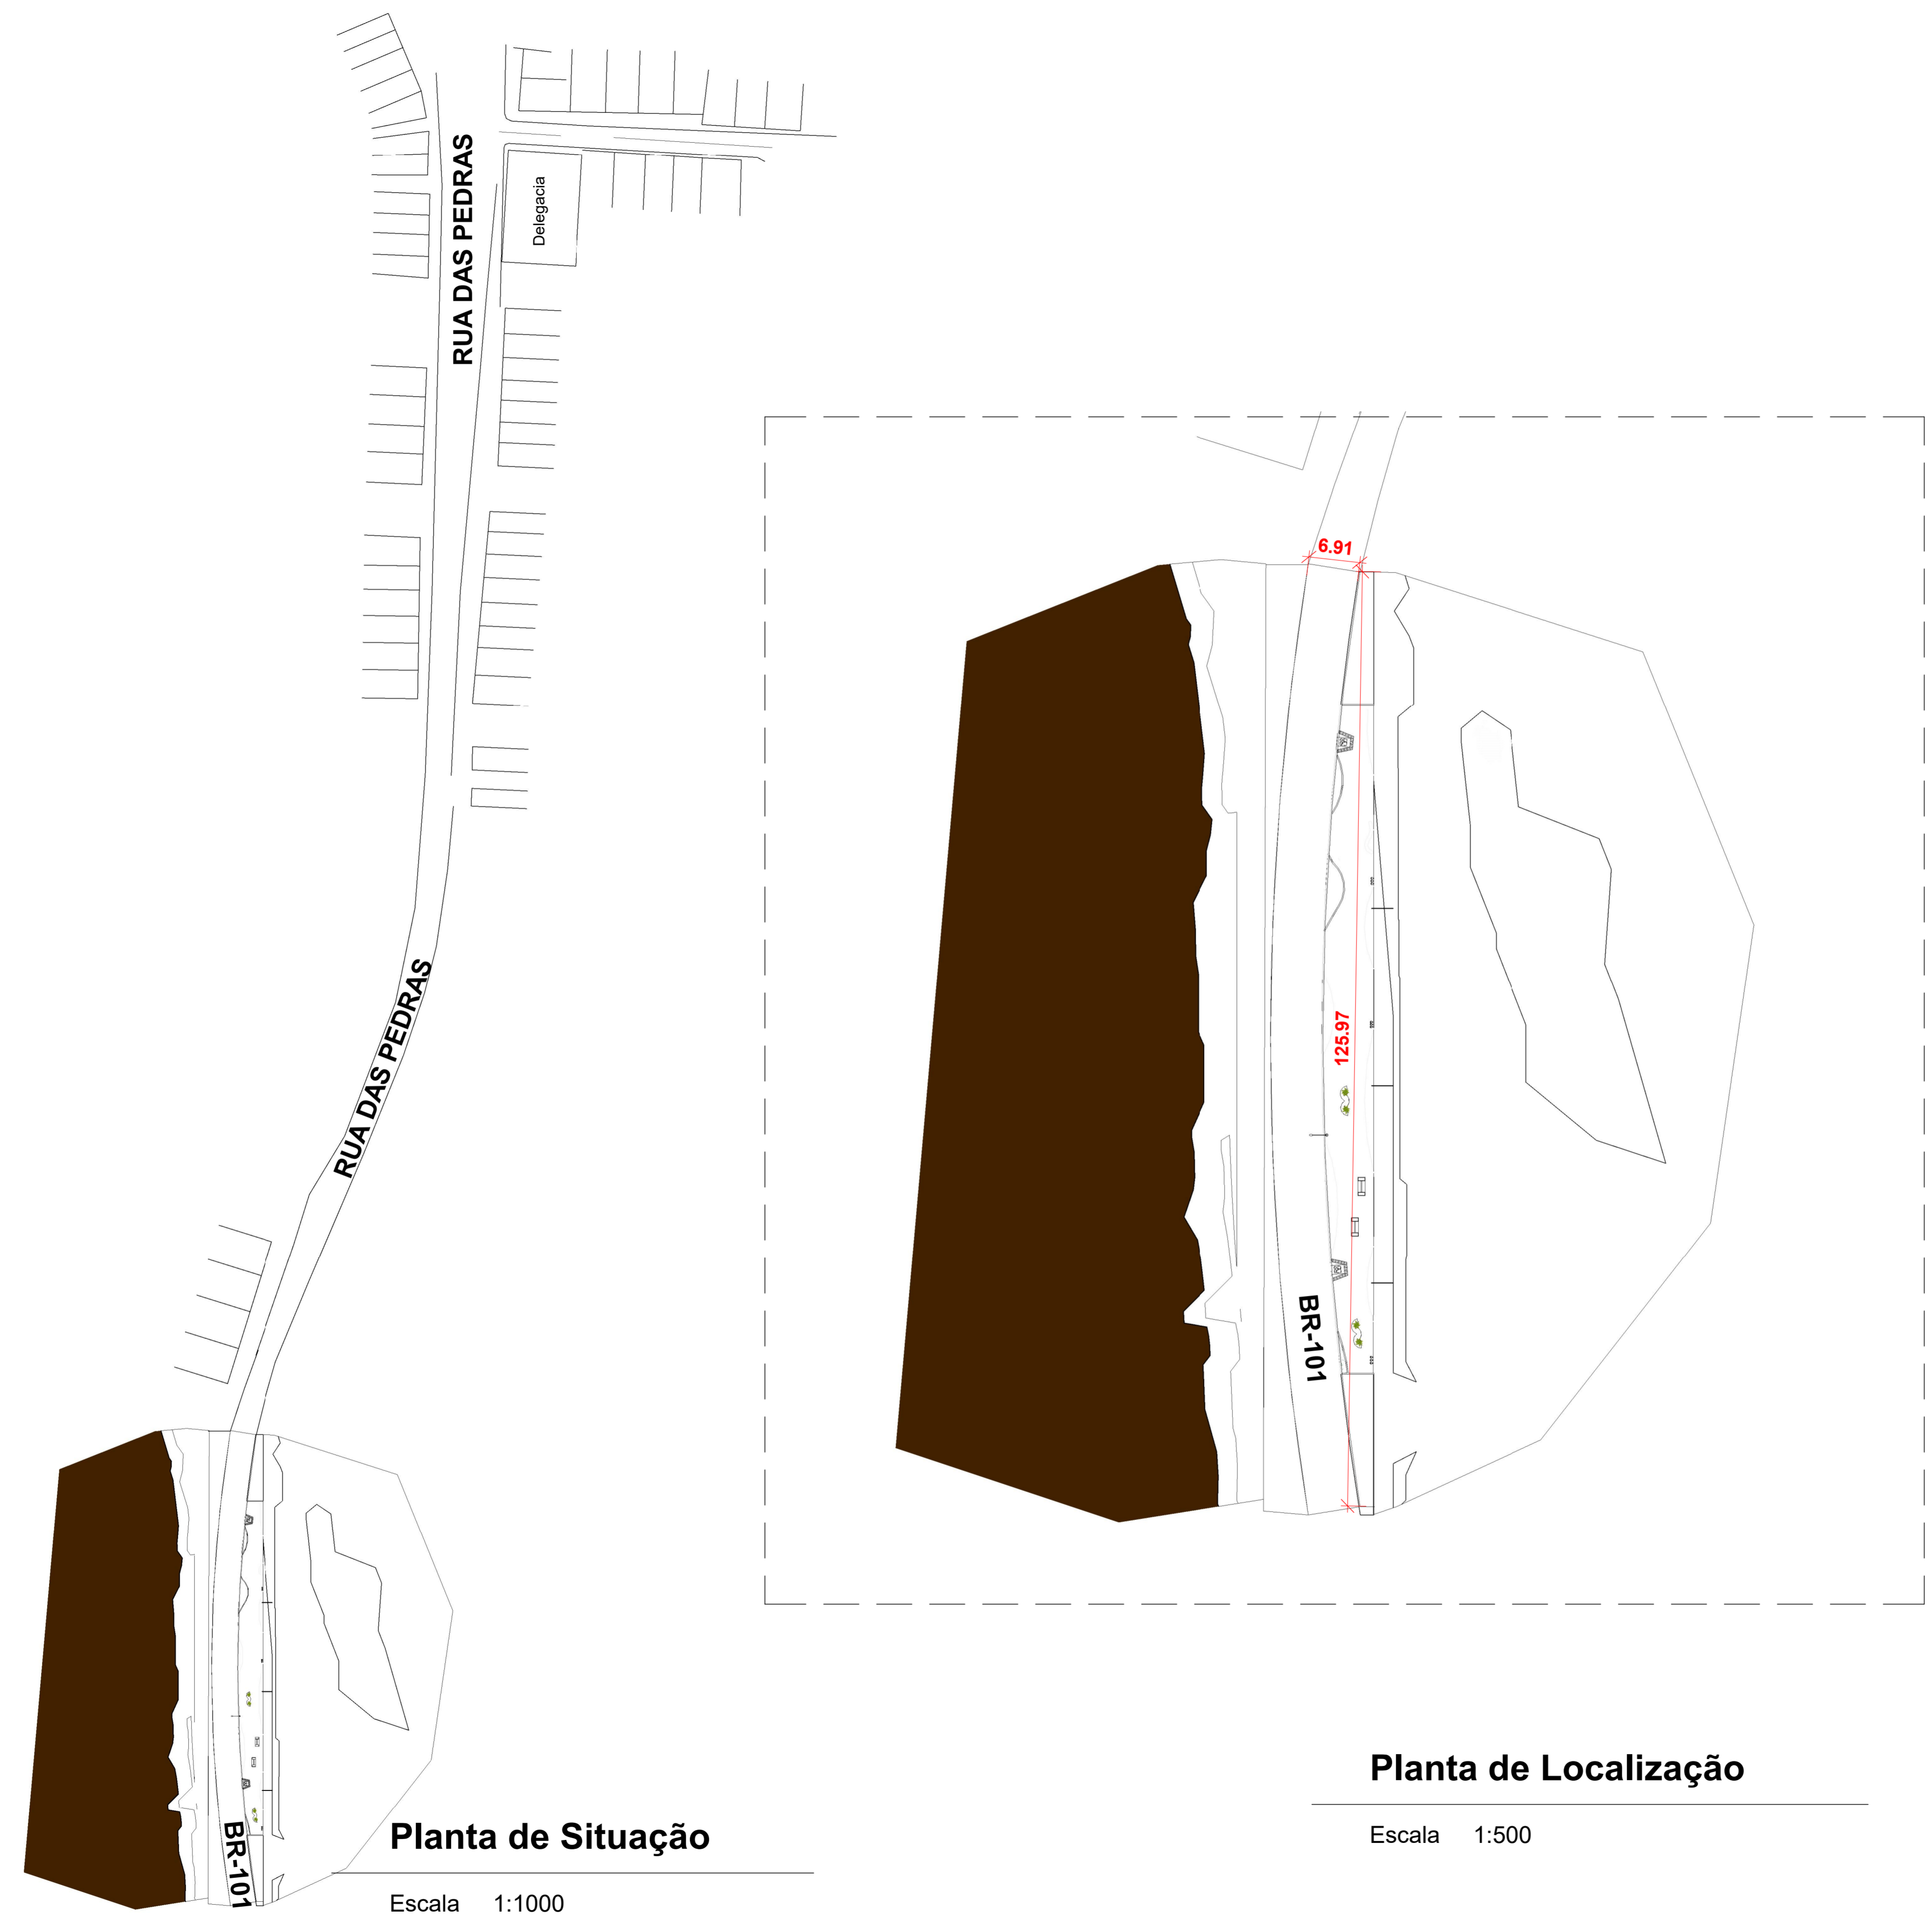 RUA DAS PEDRAS
Delegacia
6.91
125.97
RUA DAS PEDRAS
BR-101
Planta de Localização
Escala 1:500
BR-101
Planta de Situação
Escala 1:1000